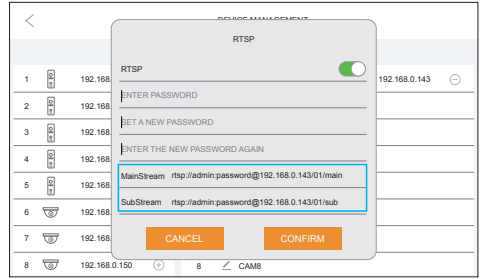 DEVICE MANAGEMENT
RTSP
RTSP
1 192.168. 192.168.0.143
ENTER PASSWORD
2 192.168.
SET A NEW PASSWORD
3 192.168.
ENTER THE NEW PASSWORD AGAIN
4 192.168.
MainStream rtsp://admin:password@192.168.0.143/01/main
5 192.168.
SubStream rtsp://admin:password@192.168.0.143/01/sub
6 192.168.
7 192.168.
CANCEL CONFIRM
8 192.168.0.150 8 CAM8